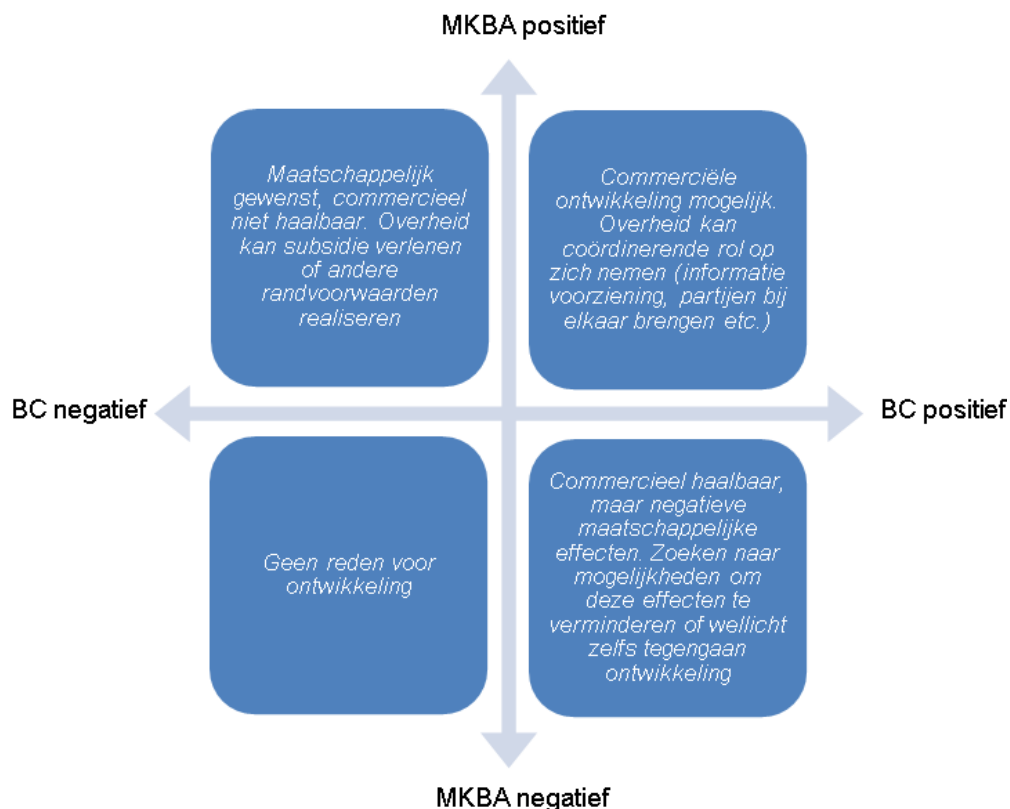 MKBA positief
Maatschappelijk
gewenst, commercieel
niet haalbaar. Overheid
kan subsidie verlenen
of andere
randvoorwaarden
realiseren
Commerciële
ontwikkeling mogelijk.
Overheid kan
coördinerende rol op
zich nemen (informatie
voorziening, partijen bij
elkaar brengen etc.)
BC negatief
BC positief
Geen reden voor
ontwikkeling
Commercieel haalbaar,
maar negatieve
maatschappelijke
effecten. Zoeken naar
mogelijkheden om
deze effecten te
verminderen of wellicht
zelfs tegengaan
ontwikkeling
MKBA negatief